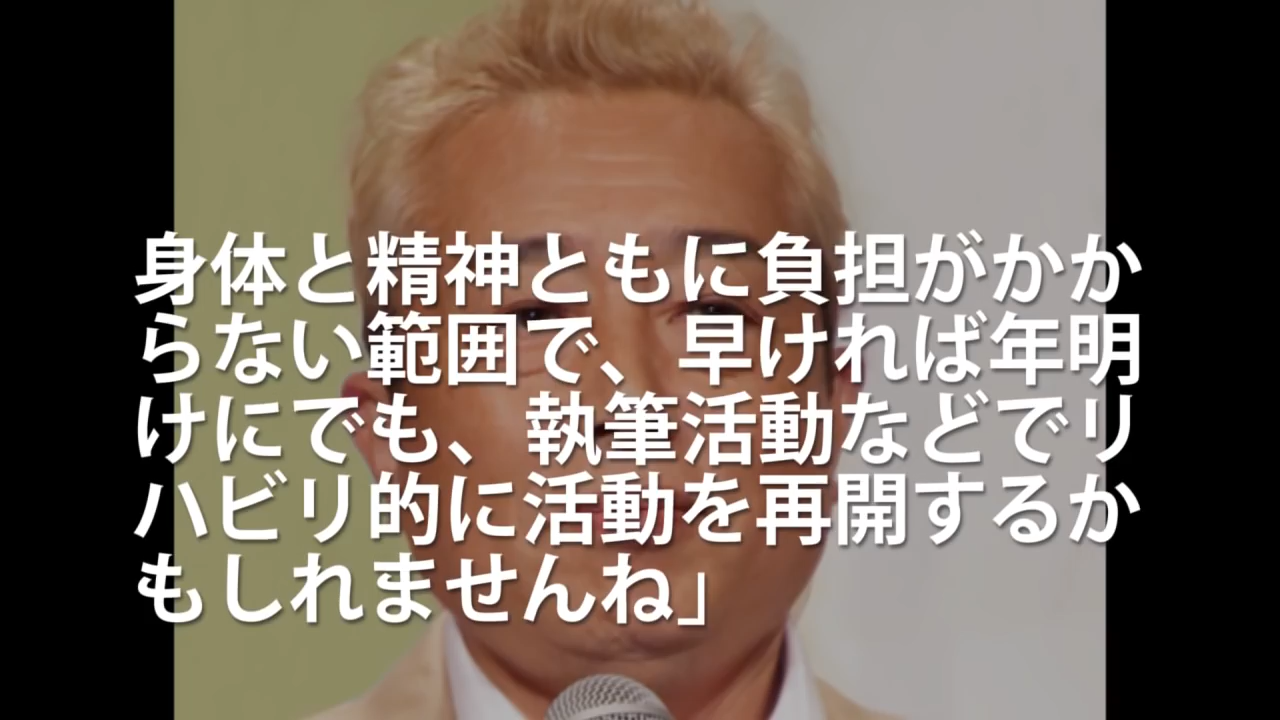 身体と精神ともに負担がかか
らない範囲で、早ければ年明
けにでも、執筆活動などでリ
ハビリ的に活動を再開するか
もしれませんね」